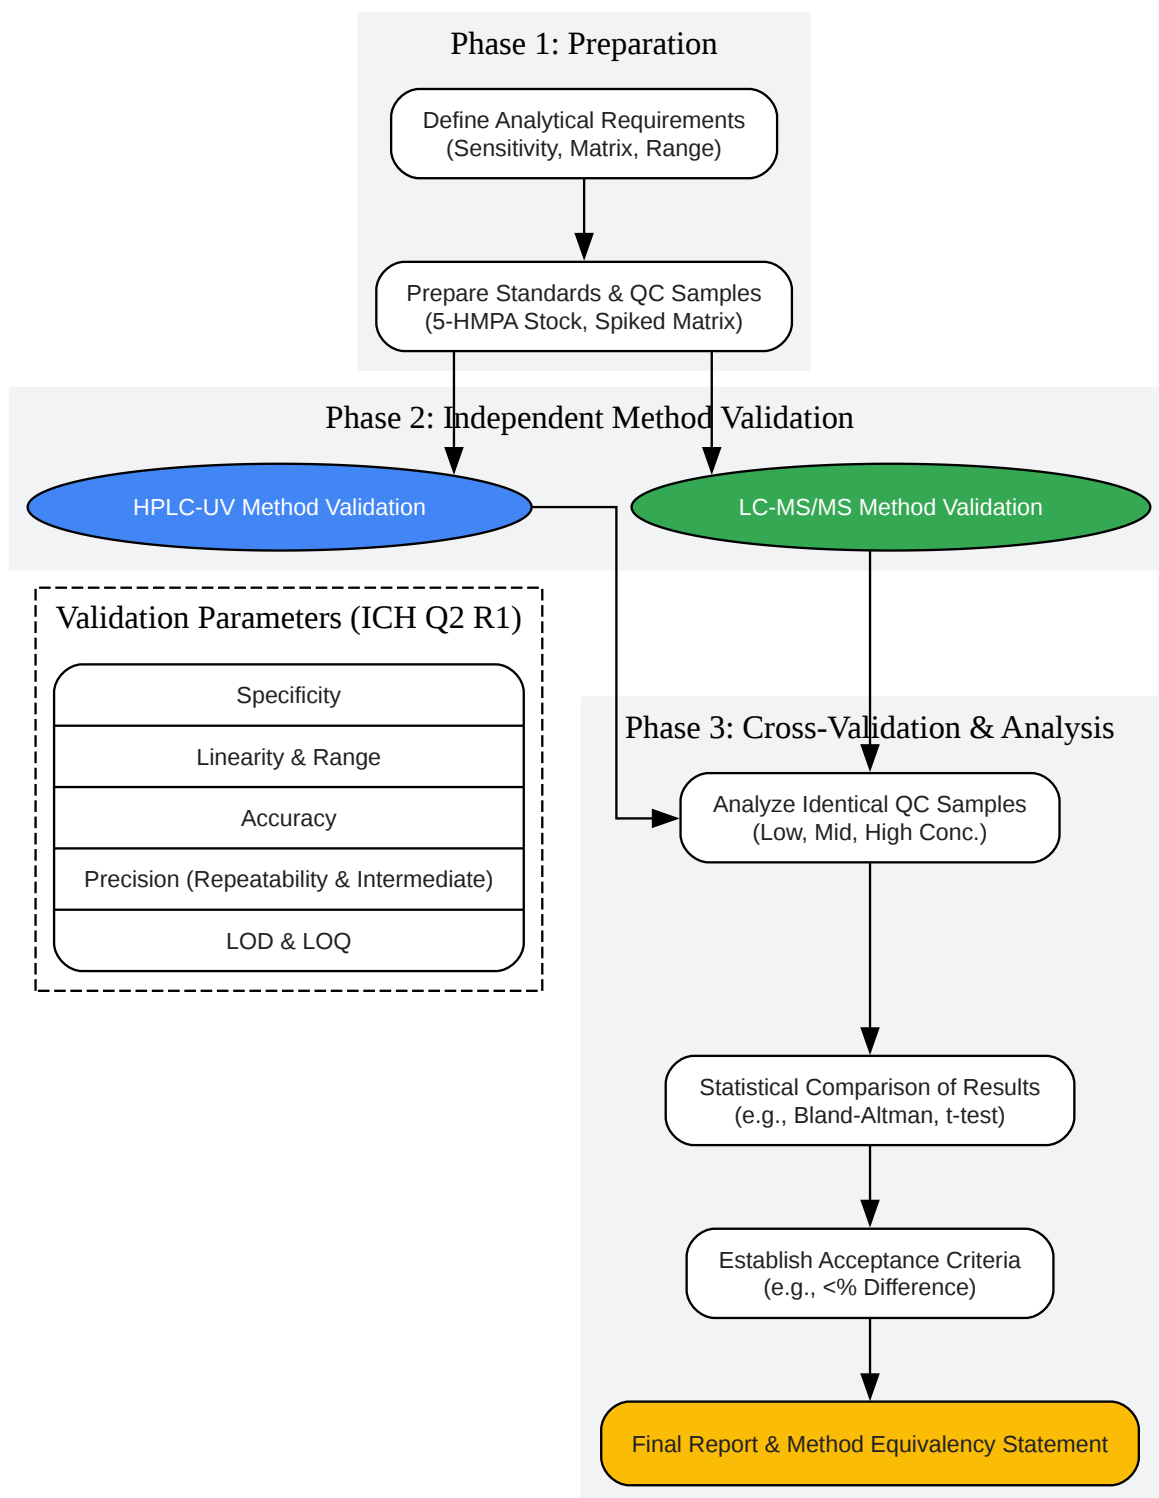 Phase 1: Preparation
Define Analytical Requirements
(Sensitivity, Matrix, Range)
Prepare Standards & QC Samples
(5-HMPA Stock, Spiked Matrix)
Phase 2: Independent Method Validation
HPLC-UV Method Validation
LC-MS/MS Method Validation
Validation Parameters (ICH Q2 R1)
Specificity
Linearity & Range
Accuracy
Precision (Repeatability & Intermediate)
LOD & LOQ
Phase 3: Cross-Validation & Analysis
Analyze Identical QC Samples
(Low, Mid, High Conc.)
Statistical Comparison of Results
(e.g., Bland-Altman, t-test)
Establish Acceptance Criteria
(e.g., <% Difference)
Final Report & Method Equivalency Statement